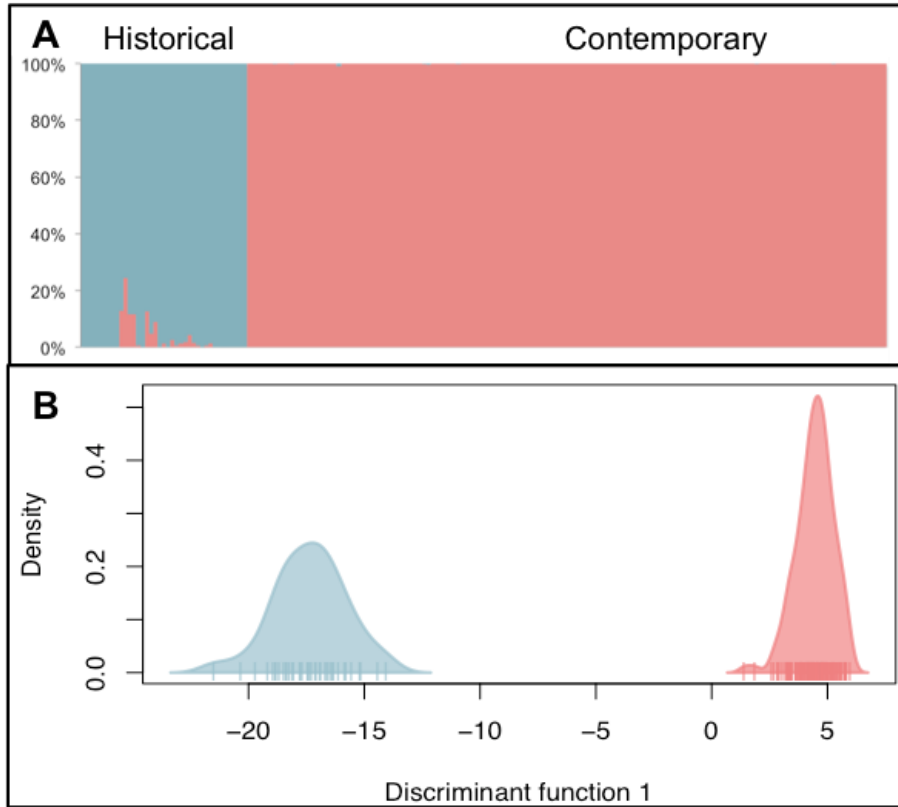 A Historical Contemporary
100%
80%
60%
40%
20%
0%
B
Density
0.4
0.2
0.0
−20 −15 −10 −5 0 5
Discriminant function 1